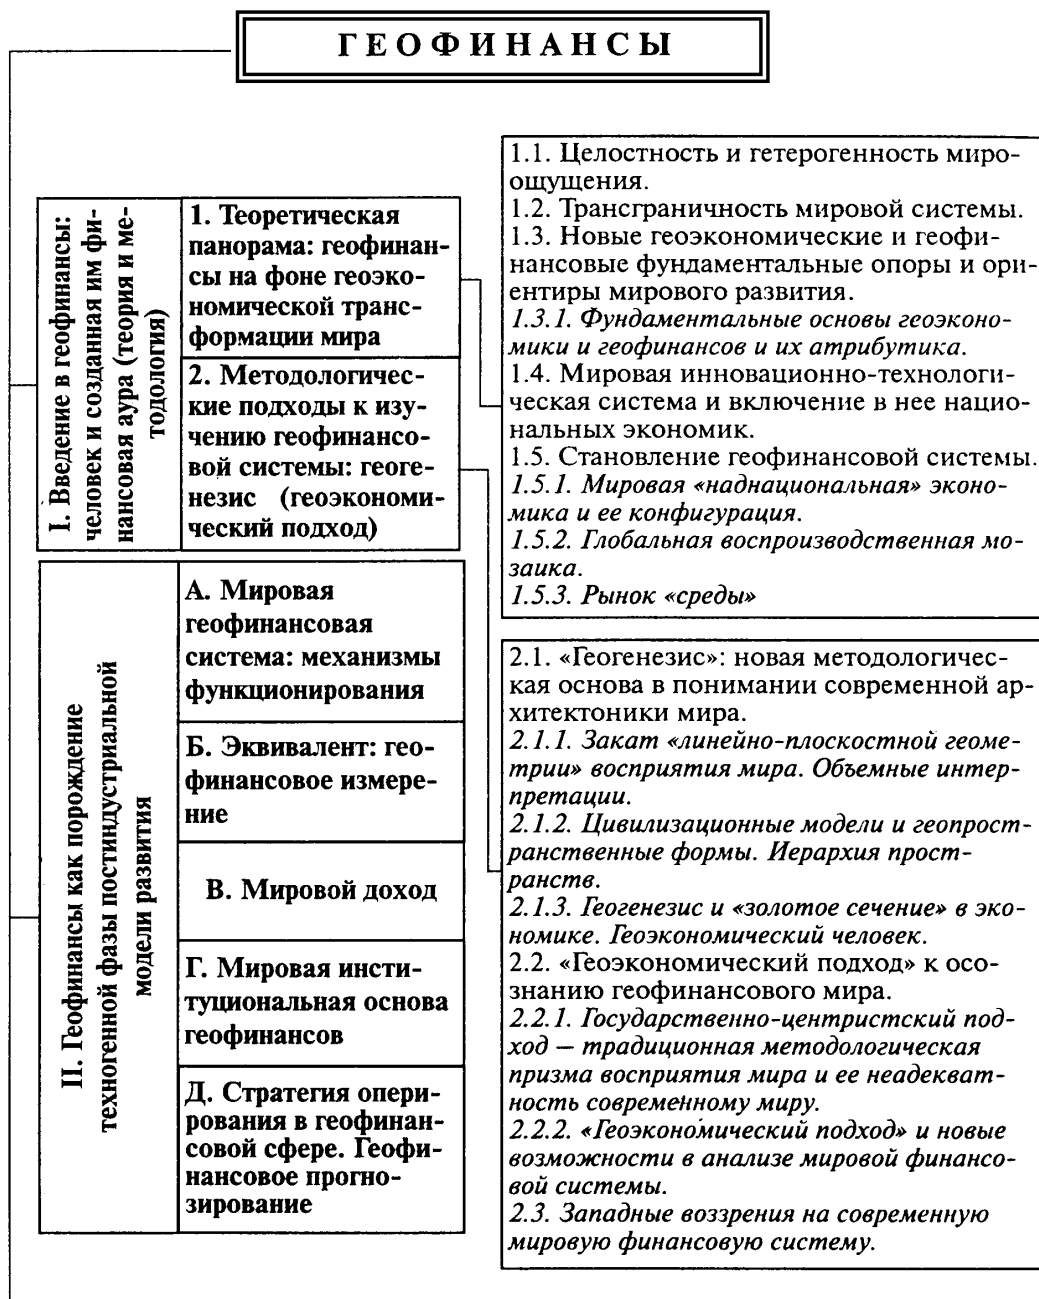 ГЕОФИНАНСЫ
I. Введение в геофинансы:
человек и созданная им фи-
нансовая аура (теория и ме-
тодология)
1. Теоретическая
панорама: геофинан-
сы на фоне геоэко-
номической транс-
формации мира
2. Методологичес-
кие подходы к изу-
чению геофинансо-
вой системы: геоге-
незис (геоэкономи-
ческий подход)
1.1. Целостность и гетерогенность миро-
ощущения.
1.2. Трансграничность мировой системы.
1.3. Новые геоэкономические и геофи-
нансовые фундаментальные опоры и ори-
ентиры мирового развития.
1.3.1. Фундаментальные основы геоэконо-
мики и геофинансов и их атрибутика.
1.4. Мировая инновационно-технологи-
ческая система и включение в нее нацио-
нальных экономик.
1.5. Становление геофинансовой системы.
1.5.1. Мировая «наднациональная» эконо-
мика и ее конфигурация.
1.5.2. Глобальная воспроизводственная мо-
заика.
1.5.3. Рынок «среды»
II. Геофинансы как порождение
техногенной фазы постиндустриальной
модели развития
А. Мировая
геофинансовая
система: механизмы
функционирования
Б. Эквивалент: гео-
финансовое измере-
ние
В. Мировой доход
Г. Мировая инсти-
туциональная основа
геофинансов
Д. Стратегия опери-
рования в геофинан-
совой сфере. Геофи-
нансовое прогно-
зирование
2.1. «Геогенезис»: новая методологичес-
кая основа в понимании современной ар-
хитектоники мира.
2.1.1. Закат «линейно-плоскостной геоме-
трии» восприятия мира. Объемные интер-
претации.
2.1.2. Цивилизационные модели и геопрост-
ранственные формы. Иерархия прост-
ранств.
2.1.3. Геогенезис и «золотое сечение» в эко-
номике. Геоэкономический человек.
2.2. «Геоэкономический подход» к осо-
знанию геофинансового мира.
2.2.1. Государственно-центристский под-
ход — традиционная методологическая
призма восприятия мира и ее неадекват-
ность современному миру.
2.2.2. «Геоэкономический подход» и новые
возможности в анализе мировой финансо-
вой системы.
2.3. Западные воззрения на современную
мировую финансовую систему.